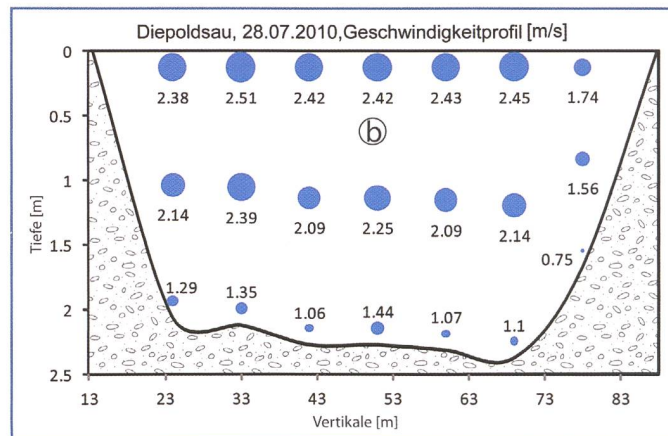 Diepoldsau, 28.07.2010,Geschwindigkeitprofil [m/s]
0
2.38 2.51 2.42 2.42 2.43 2.45 1.74
0.5
b
1
2.14 2.39 2.09 2.25 2.09 2.14 1.56
Tiefe [m]
1.5
0.75
1.29 1.35 1.06 1.44 1.07 1.1
2
2.5
13 23 33 43 53 63 73 83
Vertikale [m]